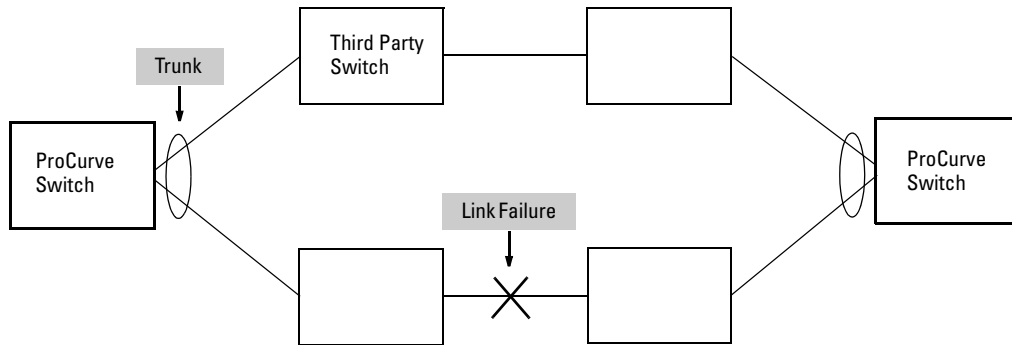 Third Party
Switch
Trunk
ProCurve
Switch
ProCurve
Switch
Link Failure